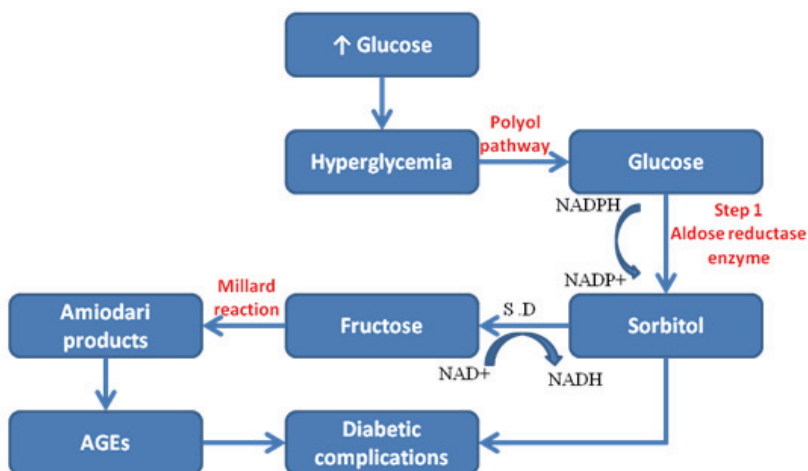 ↑ Glucose
Hyperglycemia
Polyol
pathway
Glucose
NADPH
NADP+
Step 1
Aldose reductase
enzyme
Sorbitol
S .D
NAD+
NADH
Fructose
Millard
reaction
Amiodari
products
AGEs
Diabetic
complications